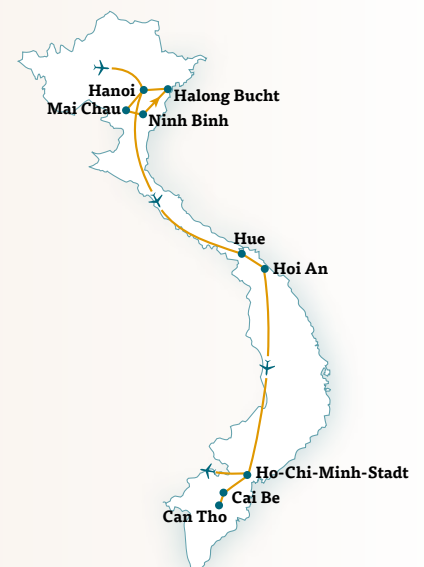 Hanoi
Halong Bucht
Mai Chau
Ninh Binh
Hue
Hoi An
Ho-Chi-Minh-Stadt
Cai Be
Can Tho